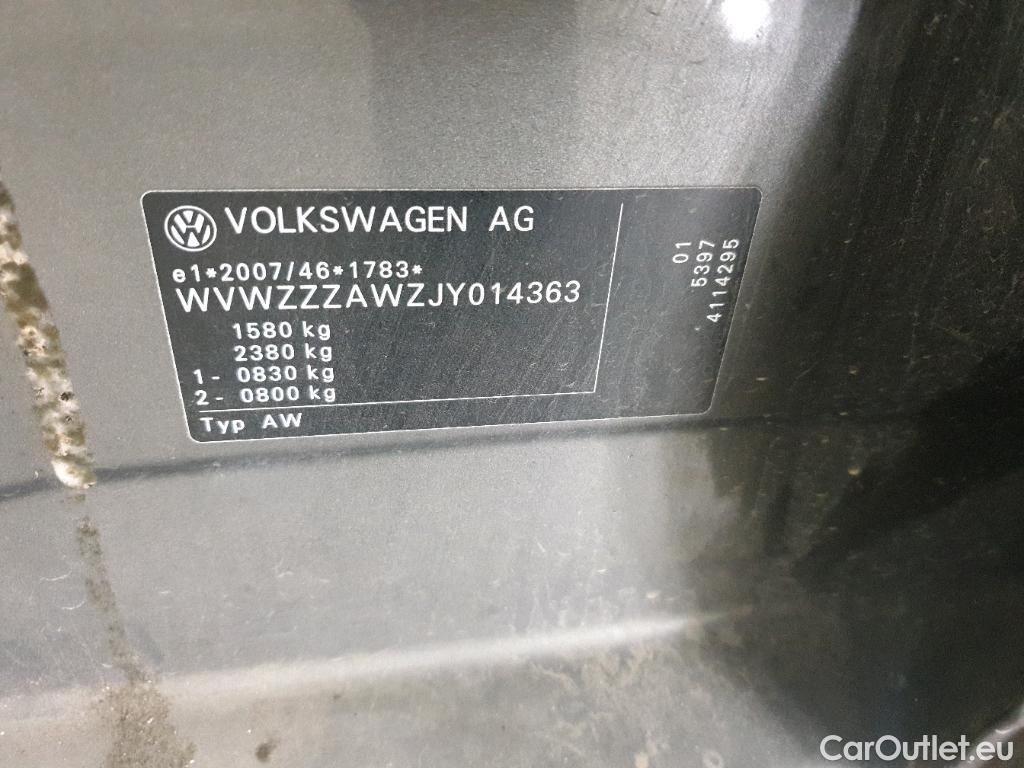 VOLKSWAGEN AG
e1*2007/46*1783*
WVWZZZAWZJY014363
1580 kg
2380 kg
1- 0830 kg
2- 0800 kg
Typ AW
01
5397
4114295
CarOutlet.eu